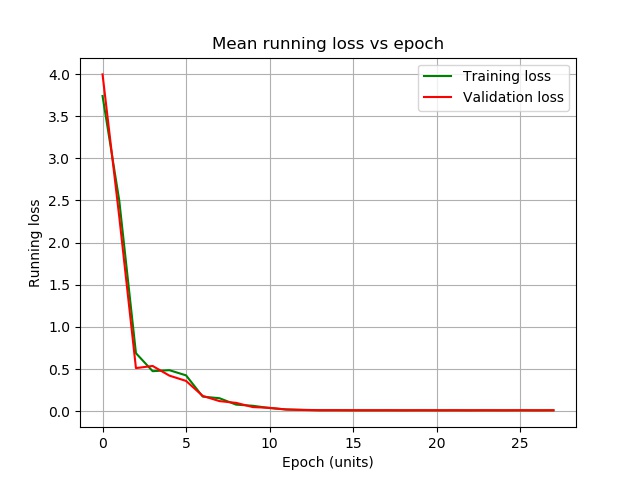 Mean running loss vs epoch
Training loss
Validation loss
4.0
3.5
3.0
2.5
2.0
1.5
1.0
0.5
0.0
Running loss
0 5 10 15 20 25
Epoch (units)